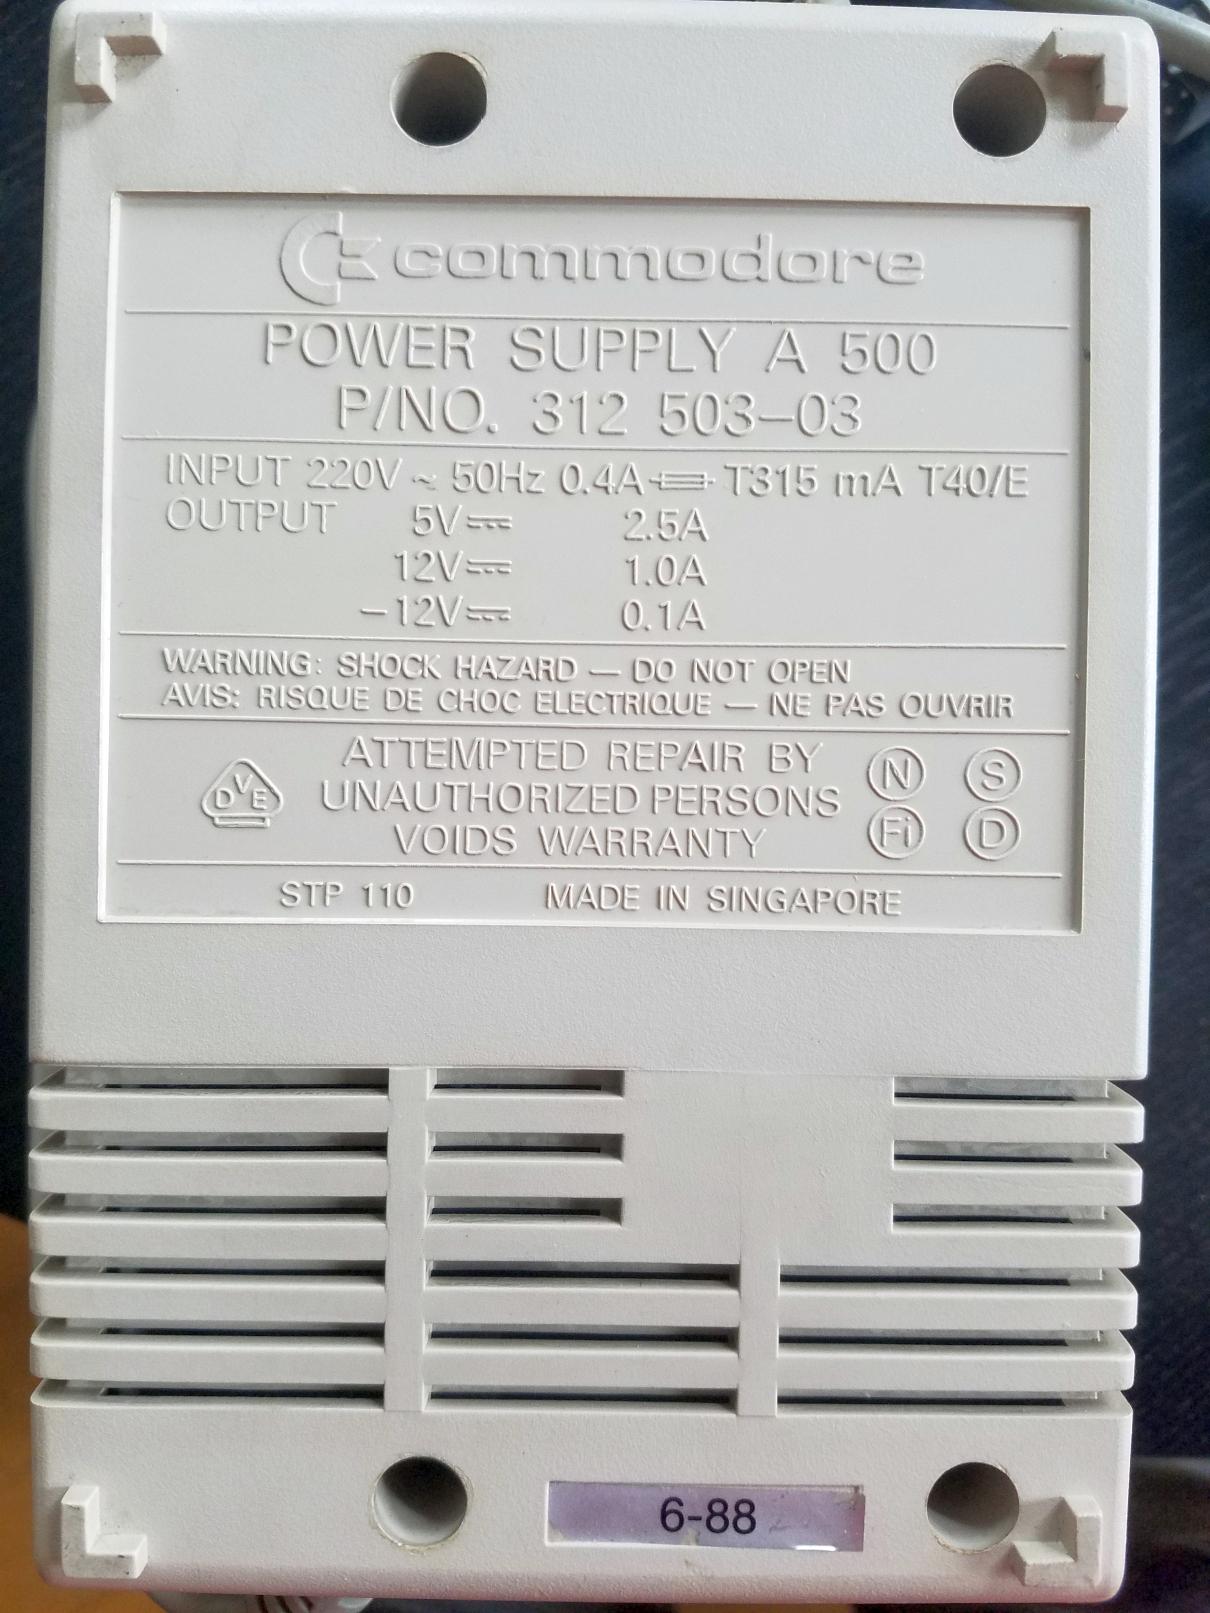 commodore
POWER SUPPLY A 500
P/NO. 312 503-03
INPUT 220V ~ 50Hz 0.4A T315 mA T40/E
OUTPUT 5V 2.5A
12V 1.0A
-12V 0.1A
WARNING: SHOCK HAZARD — DO NOT OPEN
AVIS: RISQUE DE CHOC ELECTRIQUE — NE PAS OUVRIR
ATTEMPTED REPAIR BY
UNAUTHORIZED PERSONS
VOIDS WARRANTY
DVE
N S
Fi D
STP 110 MADE IN SINGAPORE
6-88